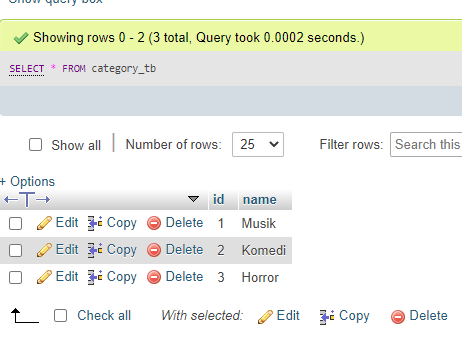 Show query box
Showing rows 0 - 2 (3 total, Query took 0.0002 seconds.)
SELECT * FROM category_tb
Show all | Number of rows: 25 Filter rows: Search this
+ Options
←T→ id name
Edit Copy Delete 1 Musik
Edit Copy Delete 2 Komedi
Edit Copy Delete 3 Horror
Check all With selected: Edit Copy Delete